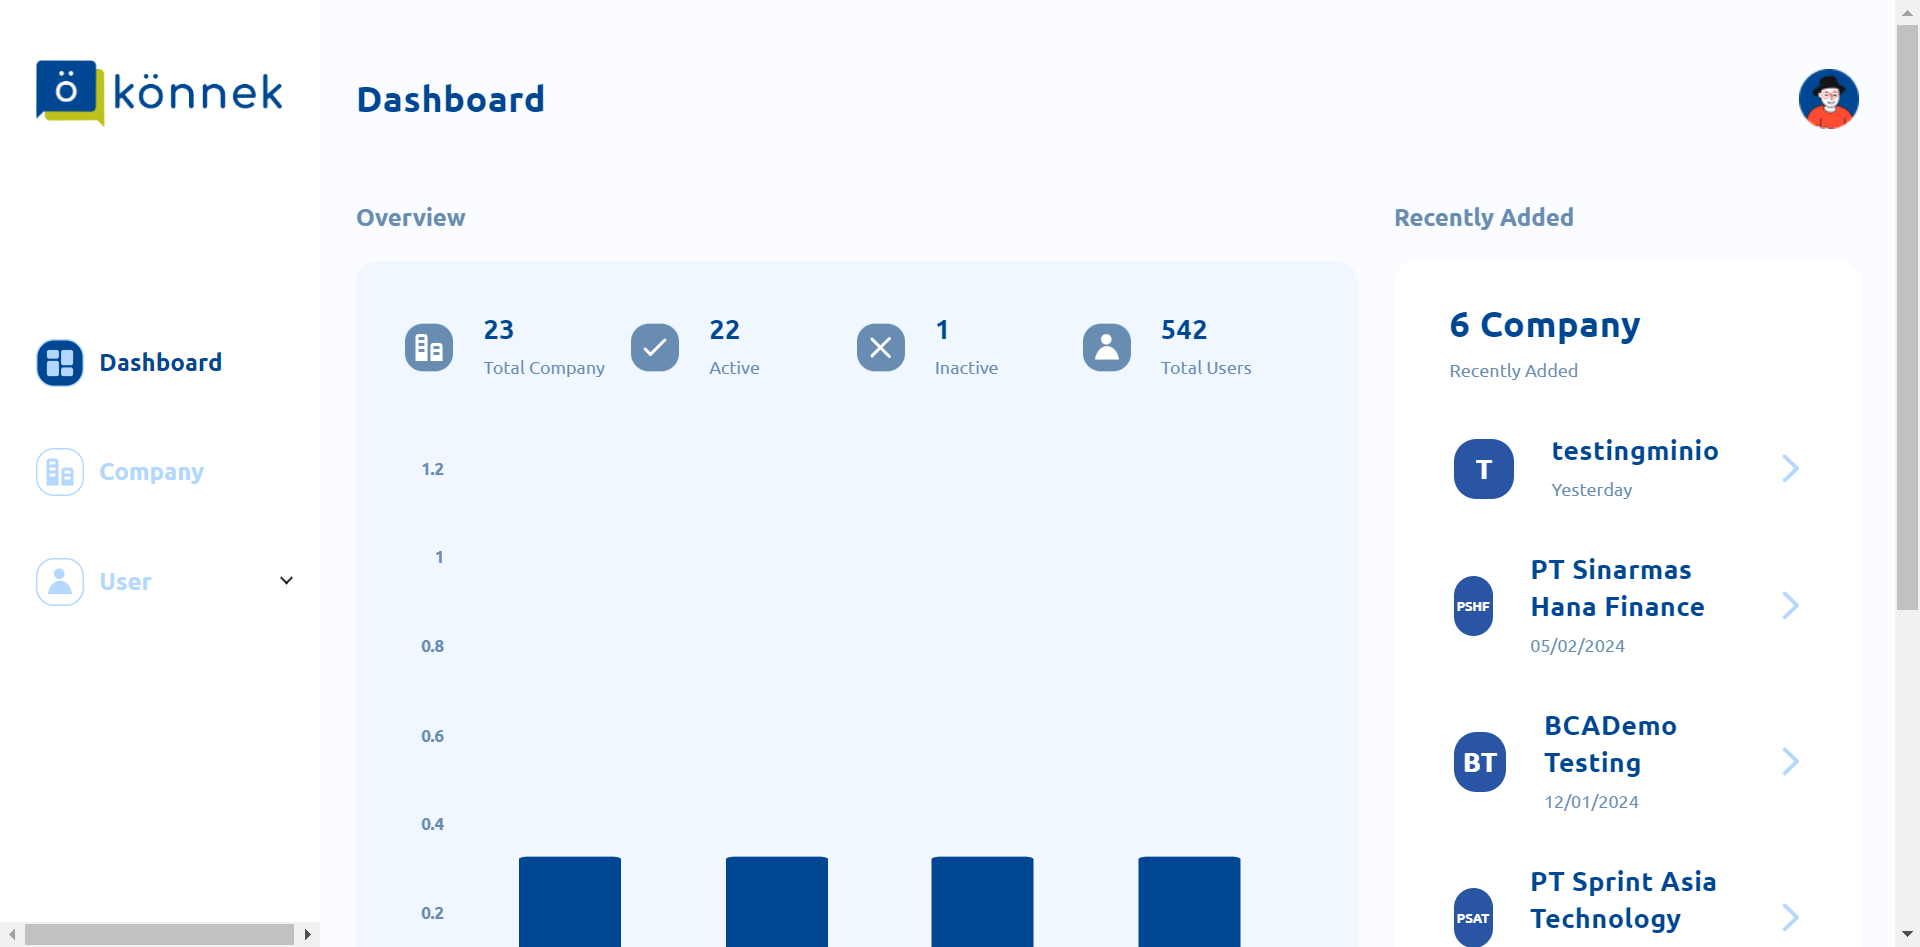 ö könnek
Dashboard
Dashboard
Company
User
Overview
23
Total Company
22
Active
1
Inactive
542
Total Users
1.2
1
0.8
0.6
0.4
0.2
Recently Added
6 Company
Recently Added
T
testingminio
Yesterday
PSHF
PT Sinarmas
Hana Finance
05/02/2024
BT
BCADemo
Testing
12/01/2024
PSAT
PT Sprint Asia
Technology